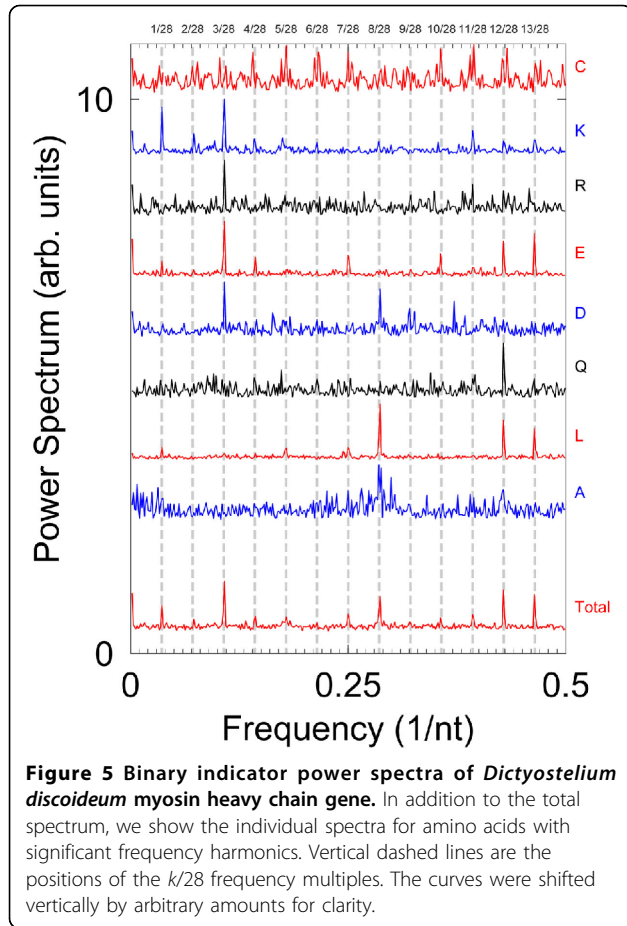 1/28 2/28 3/28 4/28 5/28 6/28 7/28 8/28 9/28 10/28 11/28 12/28 13/28
C
10
K
R
E
D
Q
L
A
Total
0
0 0.25 0.5
Power Spectrum (arb. units)
Frequency (1/nt)
Figure 5 Binary indicator power spectra of Dictyostelium
discoideum myosin heavy chain gene. In addition to the total
spectrum, we show the individual spectra for amino acids with
significant frequency harmonics. Vertical dashed lines are the
positions of the k/28 frequency multiples. The curves were shifted
vertically by arbitrary amounts for clarity.